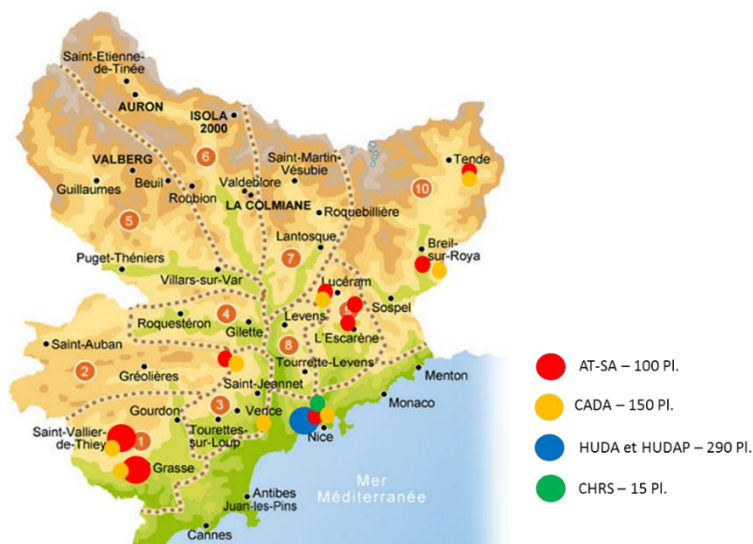 Saint-Etienne-
de-Tinée
AURON
ISOLA
2000
VALBERG
6
Saint-Martin-
Vésubie
Tende
Guillaumes
Beuil
Roubion
Valdeblore
LA COLMIANE
10
5
Roquebillière
Lantosque
Breil-
sur-Roya
7
Puget-Théniers
Villars-sur-Var
Lucéram
Sospel
4
Levens
Roquestéron
Gilette
L'Escarène
8
Saint-Auban
2
Gréolières
Tourrette-Levens
Saint-Jeannet
Menton
Gourdon
3
Vence
Monaco
Saint-Vallier-
de-Thiey
1
Tourettes-
sur-Loup
Nice
Grasse
Mer
Méditerranée
Antibes
Juan-les-Pins
Cannes
AT-SA – 100 Pl.
CADA – 150 Pl.
HUDA et HUDAP – 290 Pl.
CHRS – 15 Pl.